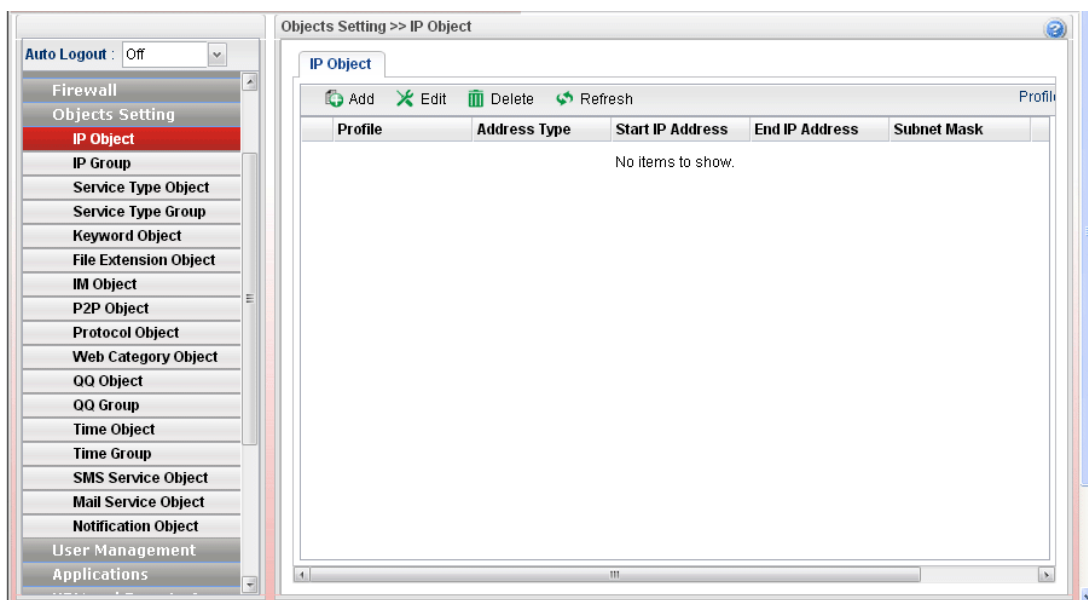 Objects Setting >> IP Object
Auto Logout : Off
Firewall
Objects Setting
IP Object
IP Group
Service Type Object
Service Type Group
Keyword Object
File Extension Object
IM Object
P2P Object
Protocol Object
Web Category Object
QQ Object
QQ Group
Time Object
Time Group
SMS Service Object
Mail Service Object
Notification Object
User Management
Applications
IP Object
Add Edit Delete Refresh Profile
Profile Address Type Start IP Address End IP Address Subnet Mask
No items to show.